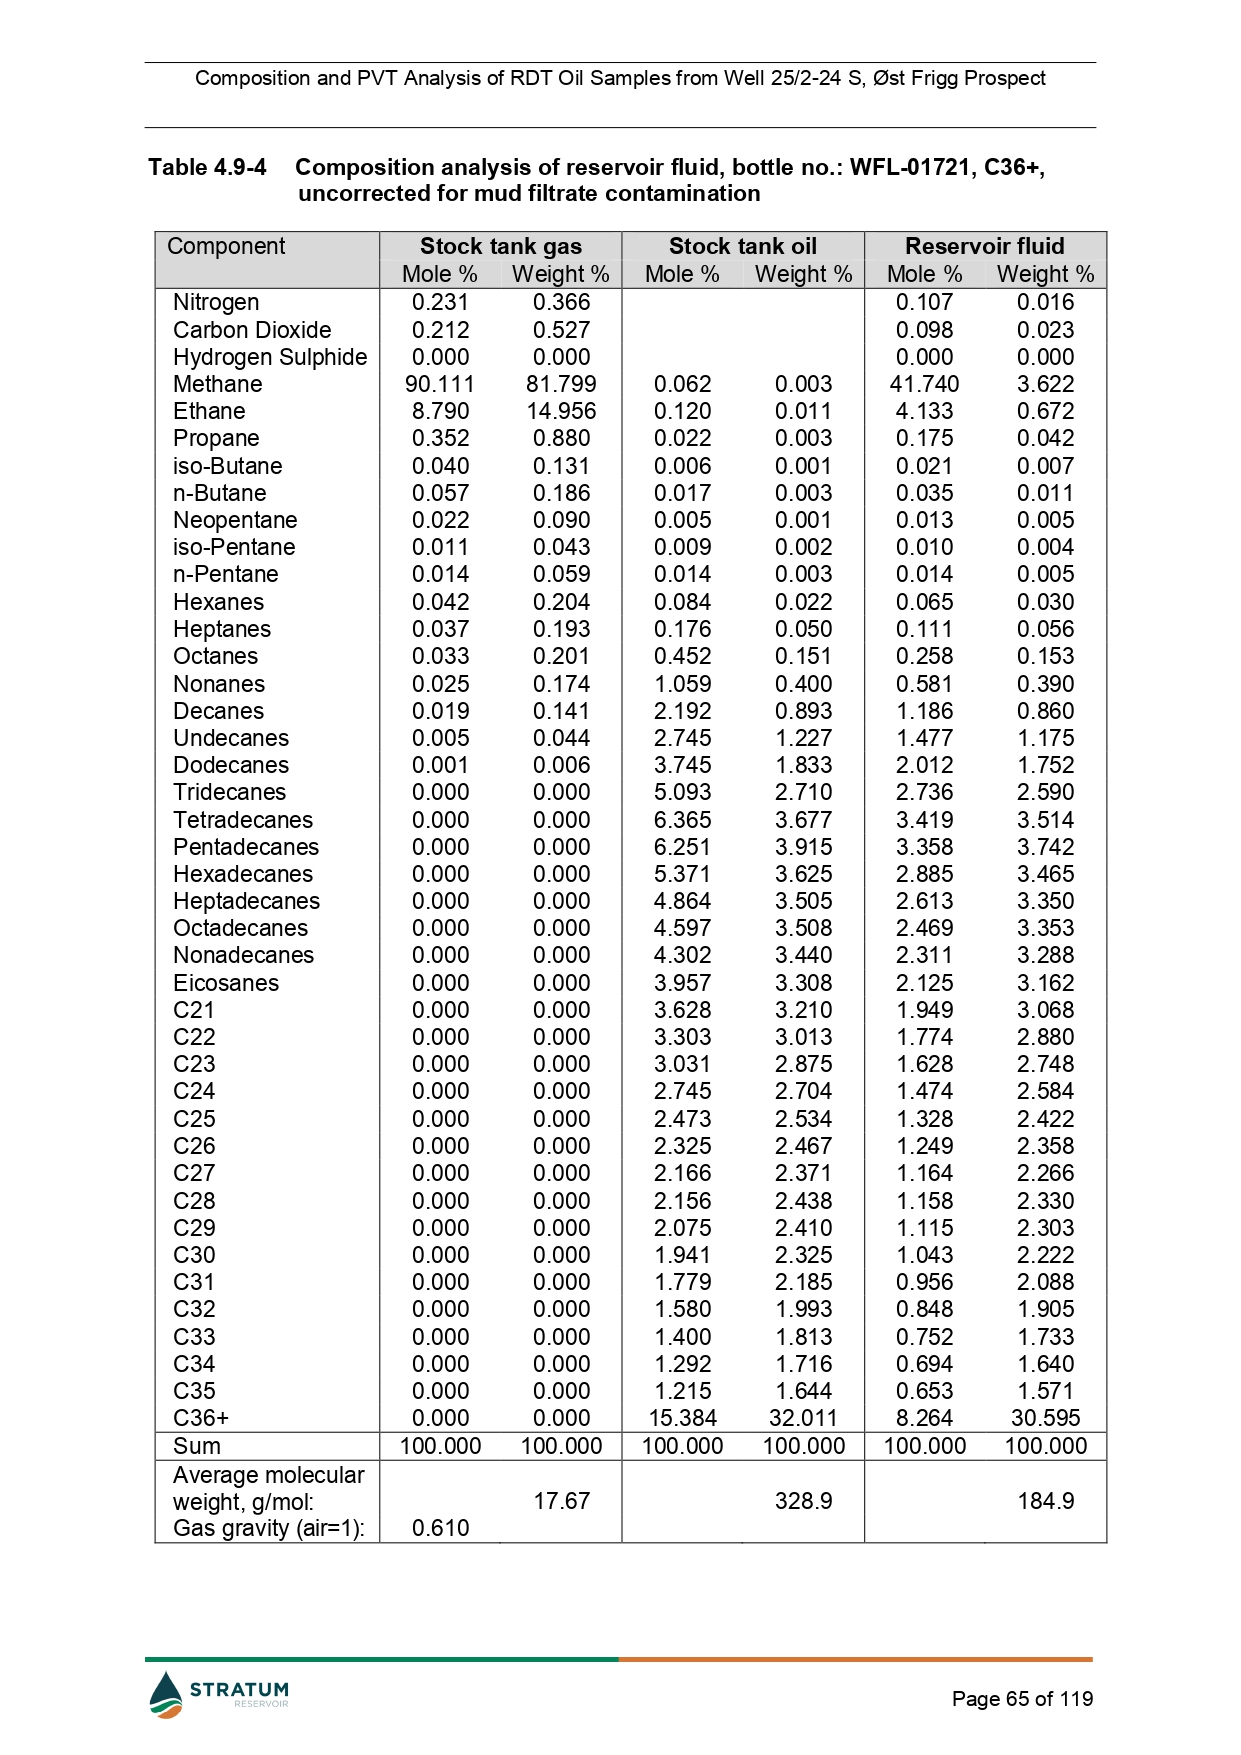 Composition and PVT Analysis of RDT Oil Samples from Well 25/2-24 S, Øst Frigg Prospect
Table 4.9-4 Composition analysis of reservoir fluid, bottle no.: WFL-01721, C36+,
uncorrected for mud filtrate contamination
Component Stock tank gas Stock tank oil Reservoir fluid
Mole % Weight % Mole % Weight % Mole % Weight %
Nitrogen 0.231 0.366 0.107 0.016
Carbon Dioxide 0.212 0.527 0.098 0.023
Hydrogen Sulphide 0.000 0.000 0.000 0.000
Methane 90.111 81.799 0.062 0.003 41.740 3.622
Ethane 8.790 14.956 0.120 0.011 4.133 0.672
Propane 0.352 0.880 0.022 0.003 0.175 0.042
iso-Butane 0.040 0.131 0.006 0.001 0.021 0.007
n-Butane 0.057 0.186 0.017 0.003 0.035 0.011
Neopentane 0.022 0.090 0.005 0.001 0.013 0.005
iso-Pentane 0.011 0.043 0.009 0.002 0.010 0.004
n-Pentane 0.014 0.059 0.014 0.003 0.014 0.005
Hexanes 0.042 0.204 0.084 0.022 0.065 0.030
Heptanes 0.037 0.193 0.176 0.050 0.111 0.056
Octanes 0.033 0.201 0.452 0.151 0.258 0.153
Nonanes 0.025 0.174 1.059 0.400 0.581 0.390
Decanes 0.019 0.141 2.192 0.893 1.186 0.860
Undecanes 0.005 0.044 2.745 1.227 1.477 1.175
Dodecanes 0.001 0.006 3.745 1.833 2.012 1.752
Tridecanes 0.000 0.000 5.093 2.710 2.736 2.590
Tetradecanes 0.000 0.000 6.365 3.677 3.419 3.514
Pentadecanes 0.000 0.000 6.251 3.915 3.358 3.742
Hexadecanes 0.000 0.000 5.371 3.625 2.885 3.465
Heptadecanes 0.000 0.000 4.864 3.505 2.613 3.350
Octadecanes 0.000 0.000 4.597 3.508 2.469 3.353
Nonadecanes 0.000 0.000 4.302 3.440 2.311 3.288
Eicosanes 0.000 0.000 3.957 3.308 2.125 3.162
C21 0.000 0.000 3.628 3.210 1.949 3.068
C22 0.000 0.000 3.303 3.013 1.774 2.880
C23 0.000 0.000 3.031 2.875 1.628 2.748
C24 0.000 0.000 2.745 2.704 1.474 2.584
C25 0.000 0.000 2.473 2.534 1.328 2.422
C26 0.000 0.000 2.325 2.467 1.249 2.358
C27 0.000 0.000 2.166 2.371 1.164 2.266
C28 0.000 0.000 2.156 2.438 1.158 2.330
C29 0.000 0.000 2.075 2.410 1.115 2.303
C30 0.000 0.000 1.941 2.325 1.043 2.222
C31 0.000 0.000 1.779 2.185 0.956 2.088
C32 0.000 0.000 1.580 1.993 0.848 1.905
C33 0.000 0.000 1.400 1.813 0.752 1.733
C34 0.000 0.000 1.292 1.716 0.694 1.640
C35 0.000 0.000 1.215 1.644 0.653 1.571
C36+ 0.000 0.000 15.384 32.011 8.264 30.595
Sum 100.000 100.000 100.000 100.000 100.000 100.000
Average molecular
weight, g/mol: 17.67 328.9 184.9
Gas gravity (air=1): 0.610
STRATUM
RESERVOIR
Page 65 of 119